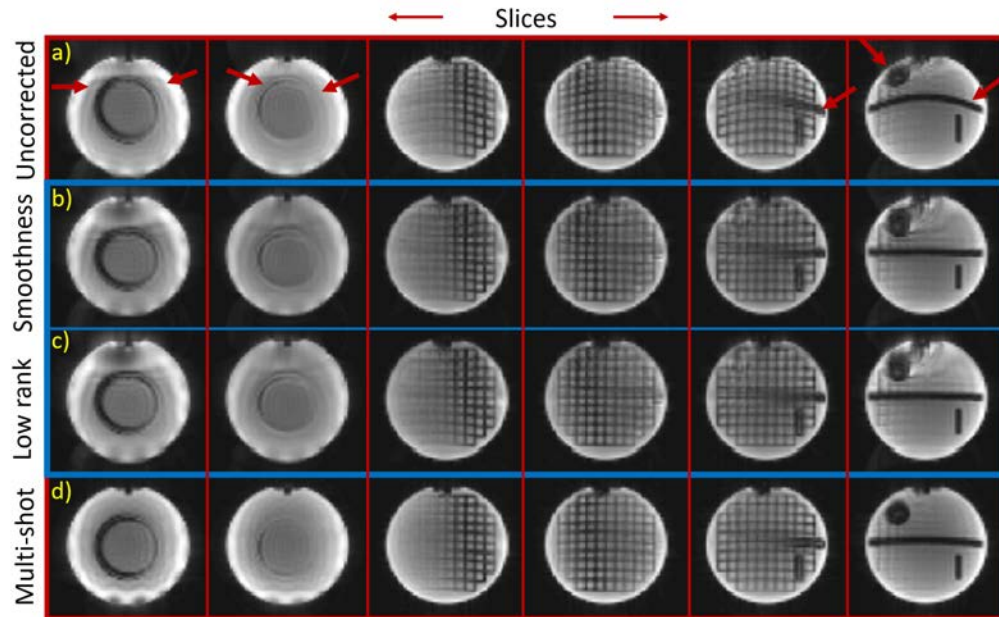 Slices
Uncorrected
a)
Smoothness
b)
Low rank
c)
Multi-shot
d)